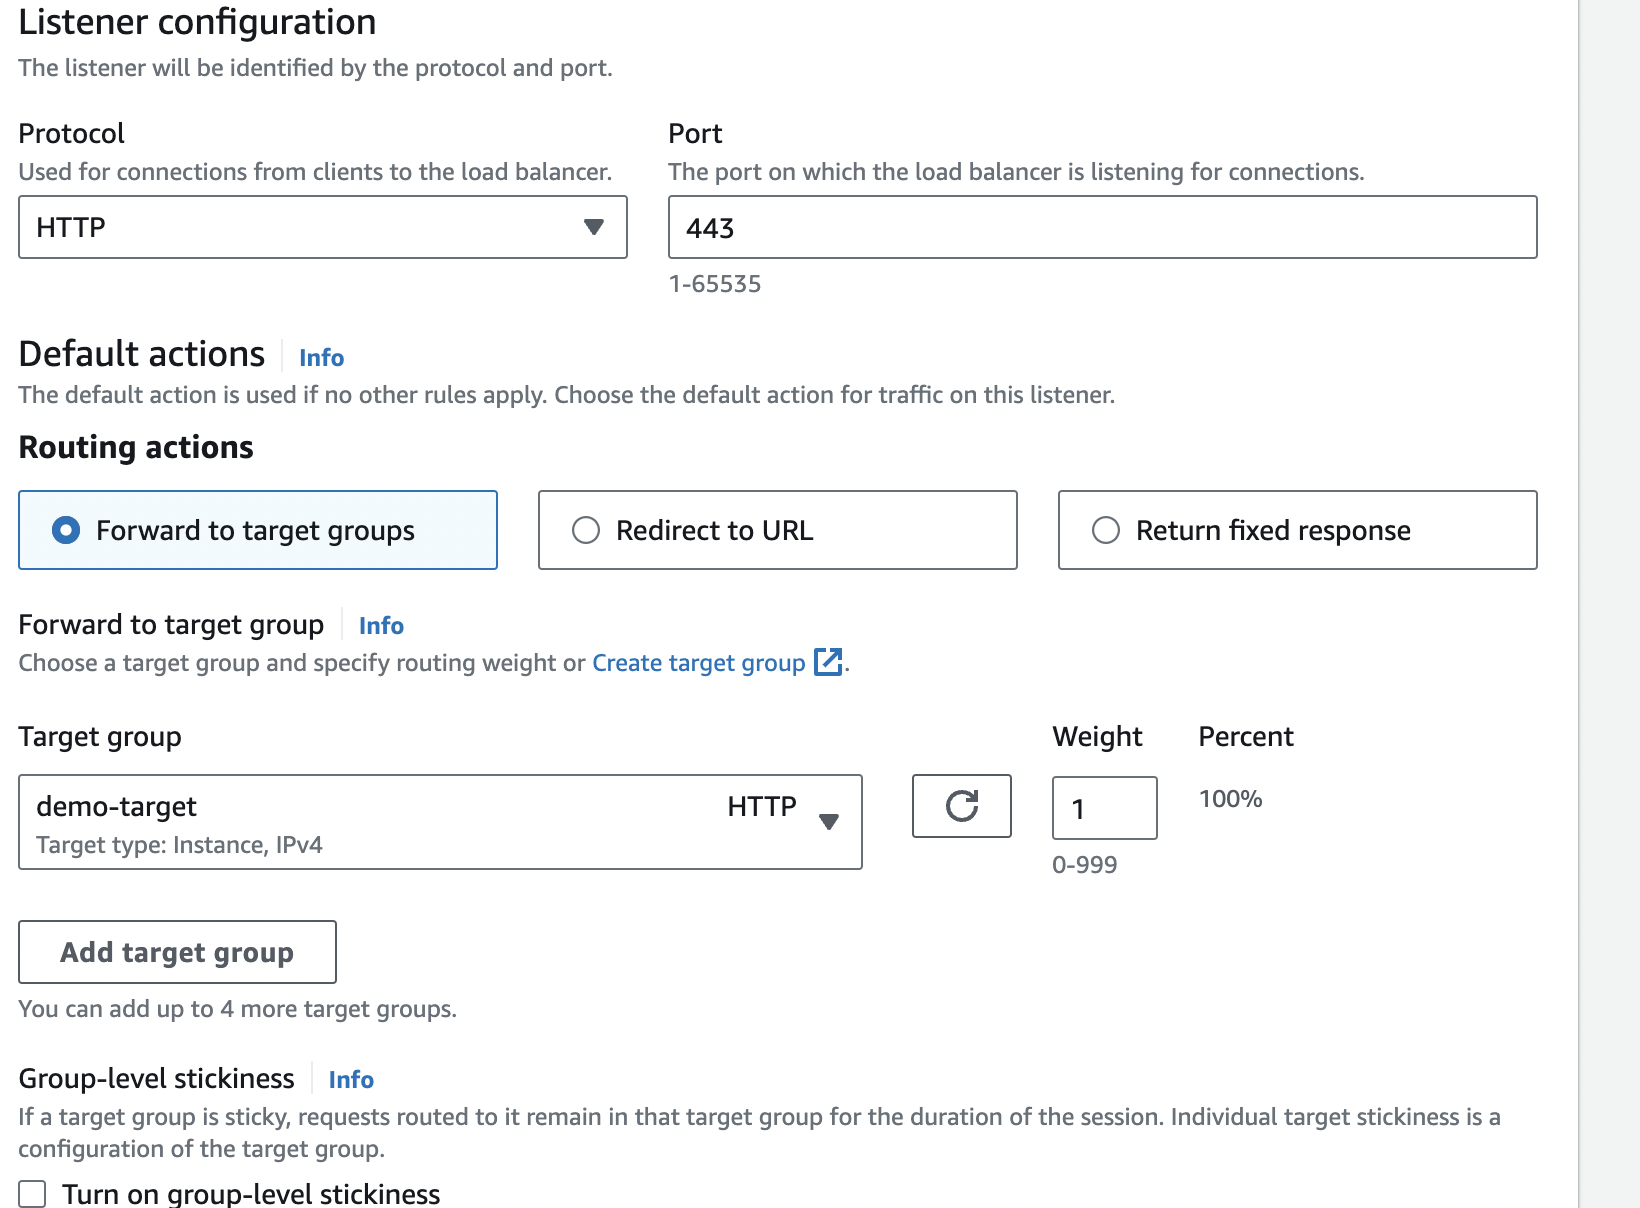 Listener configuration
The listener will be identified by the protocol and port.
Protocol
Used for connections from clients to the load balancer.
HTTP
Port
The port on which the load balancer is listening for connections.
443
1-65535
Default actions
Info
The default action is used if no other rules apply. Choose the default action for traffic on this listener.
Routing actions
Forward to target groups
Redirect to URL
Return fixed response
Forward to target group
Info
Choose a target group and specify routing weight or Create target group.
Target group
demo-target
HTTP
Target type: Instance, IPv4
Weight
1
0-999
Percent
100%
Add target group
You can add up to 4 more target groups.
Group-level stickiness
Info
If a target group is sticky, requests routed to it remain in that target group for the duration of the session. Individual target stickiness is a
configuration of the target group.
Turn on group-level stickiness